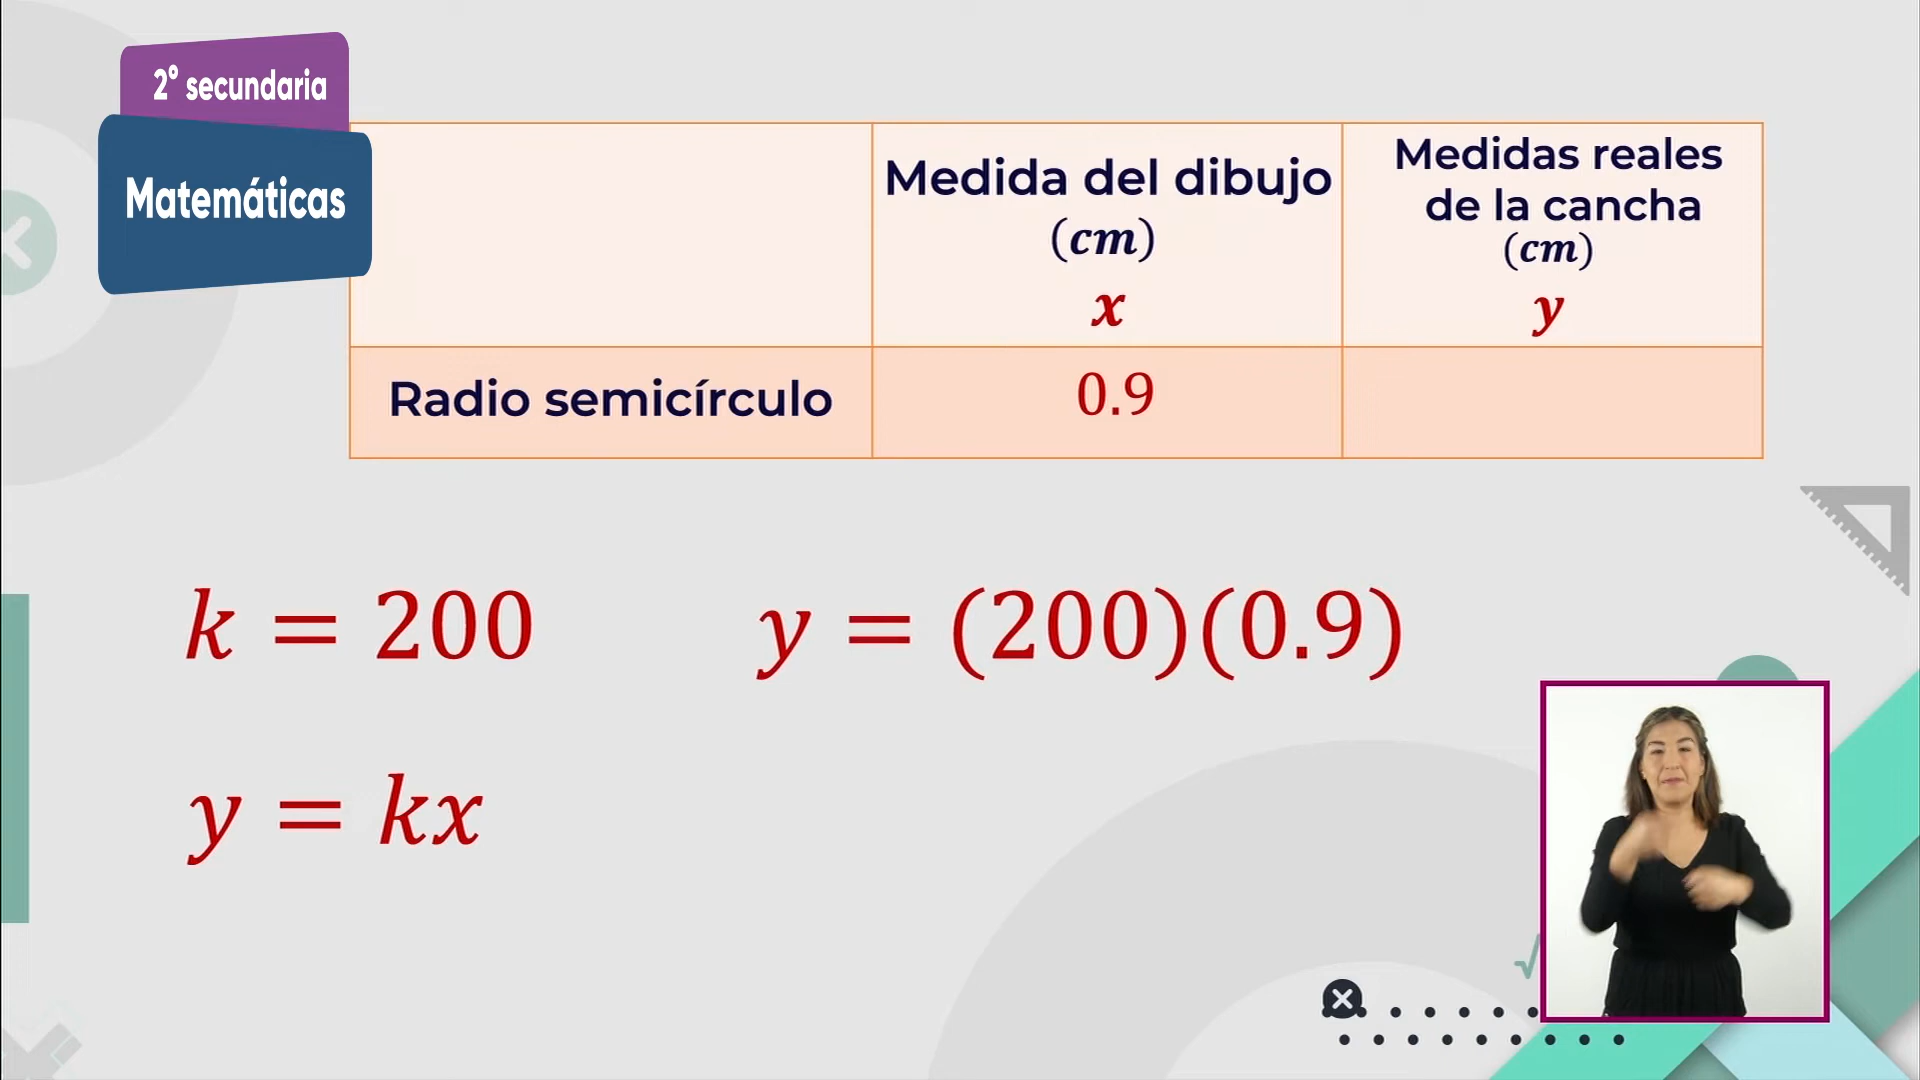 2° secundaria
Matemáticas
Medida del dibujo
(cm)
x
Medidas reales
de la cancha
(cm)
y
Radio semicírculo
0.9
k = 200
y = (200)(0.9)
y = kx